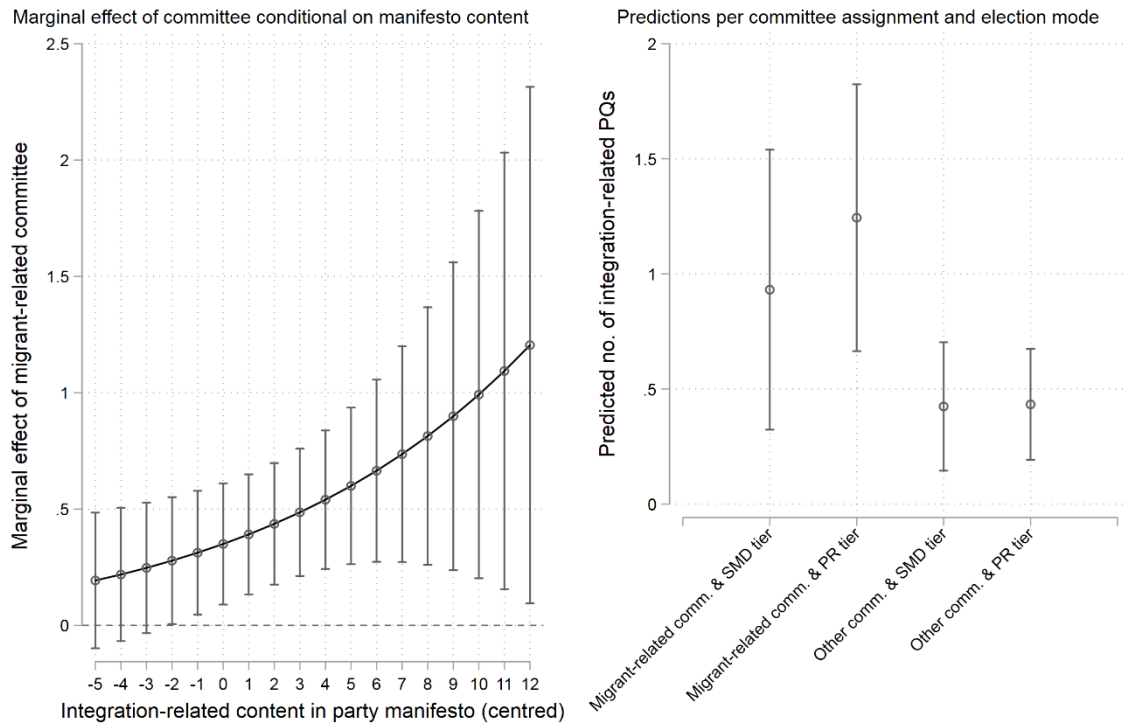 Marginal effect of committee conditional on manifesto content
Marginal effect of migrant-related committee
2.5
2
1.5
1
.5
0
-5 -4 -3 -2 -1 0 1 2 3 4 5 6 7 8 9 10 11 12
Integration-related content in party manifesto (centred)
Predictions per committee assignment and election mode
Predicted no. of integration-related PQs
2
1.5
1
.5
0
Migrant-related comm. & SMD tier
Migrant-related comm. & PR tier
Other comm. & SMD tier
Other comm. & PR tier